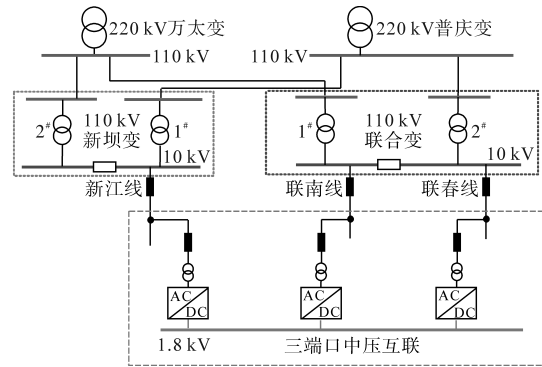 220 kV万太变
220 kV普庆变
110 kV
110 kV
2#
110 kV
新坝变
1#
10 kV
1#
110 kV
联合变
2#
10 kV
新江线
联南线
联春线
AC
DC
AC
DC
AC
DC
1.8 kV
三端口中压互联